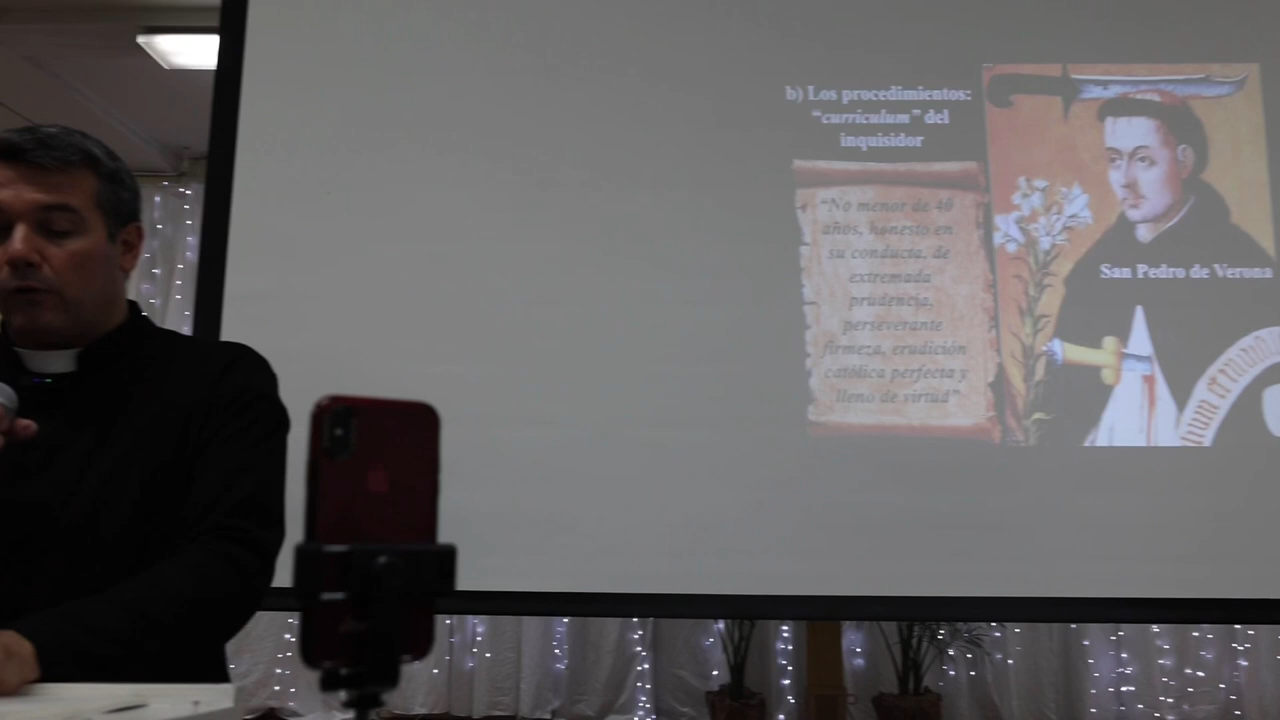 b) Los procedimientos:
“curriculum” del
inquisidor
“No menor de 40
años, honesto en
su conducta, de
extremada
prudencia,
perseverante
firmeza, erudición
católica perfecta y
lleno de virtud”
San Pedro de Verona